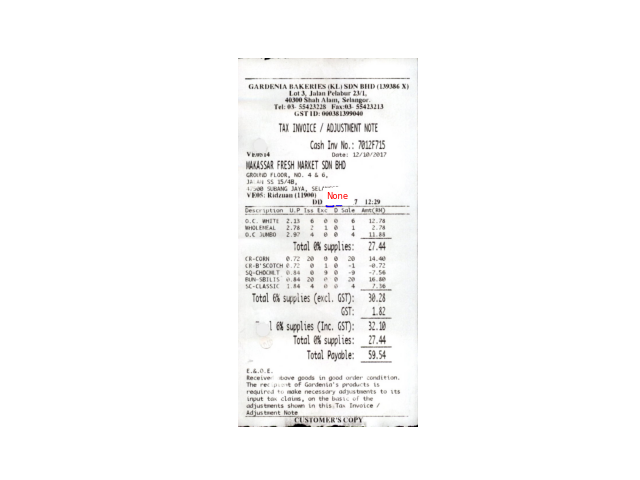 GARDENIA BAKERIES (KL) SDN BHD (139386 X)
Lot 3, Jalan Pelabur 23/1,
40300 Shah Alam, Selangor.
Tel: 03- 55423228 Fax:03- 55423213
GST ID: 000381399040
TAX INVOICE / ADJUSTMENT NOTE
Cash Inv No.: 7012F715
Date: 12/10/2017
MAKASSAR FRESH MARKET SDN BHD
GROUND FLOOR, NO. 4 & 6,
SS 15/4B,
SUBANG JAYA,
VE05: Ridzuan (11900)
None
DD 7 12:29
Description U.P Iss Exc D Sale Amt(RM)
O.C. WHITE 2.13 6 0 0 6 12.78
WHOLEMEAL 2.78 2 1 0 1 2.78
O.C JUMBO 2.97 4 0 0 4 11.88
Total 0% supplies: 27.44
CR-CORN 0.72 20 0 0 20 14.40
CR-B'SCOTCH 0.72 0 1 0 -1 -0.72
SQ-CHOCMLT 0.84 0 9 0 -9 -7.56
BUN-SBILIS 0.84 20 0 0 20 16.80
SC-CLASSIC 1.84 4 0 0 4 7.36
Total 6% supplies (excl. GST): 30.28
GST: 1.82
6% supplies (Inc. GST): 32.10
Total 0% supplies: 27.44
Total Payable: 59.54
E.&.O.E.
Received above goods in good order condition.
The recipient of Gardenia's products is
required to make necessary adjustments to its
input tax claims, on the basic of the
adjustments shown in this Tax Invoice /
Adjustment Note
CUSTOMER'S COPY